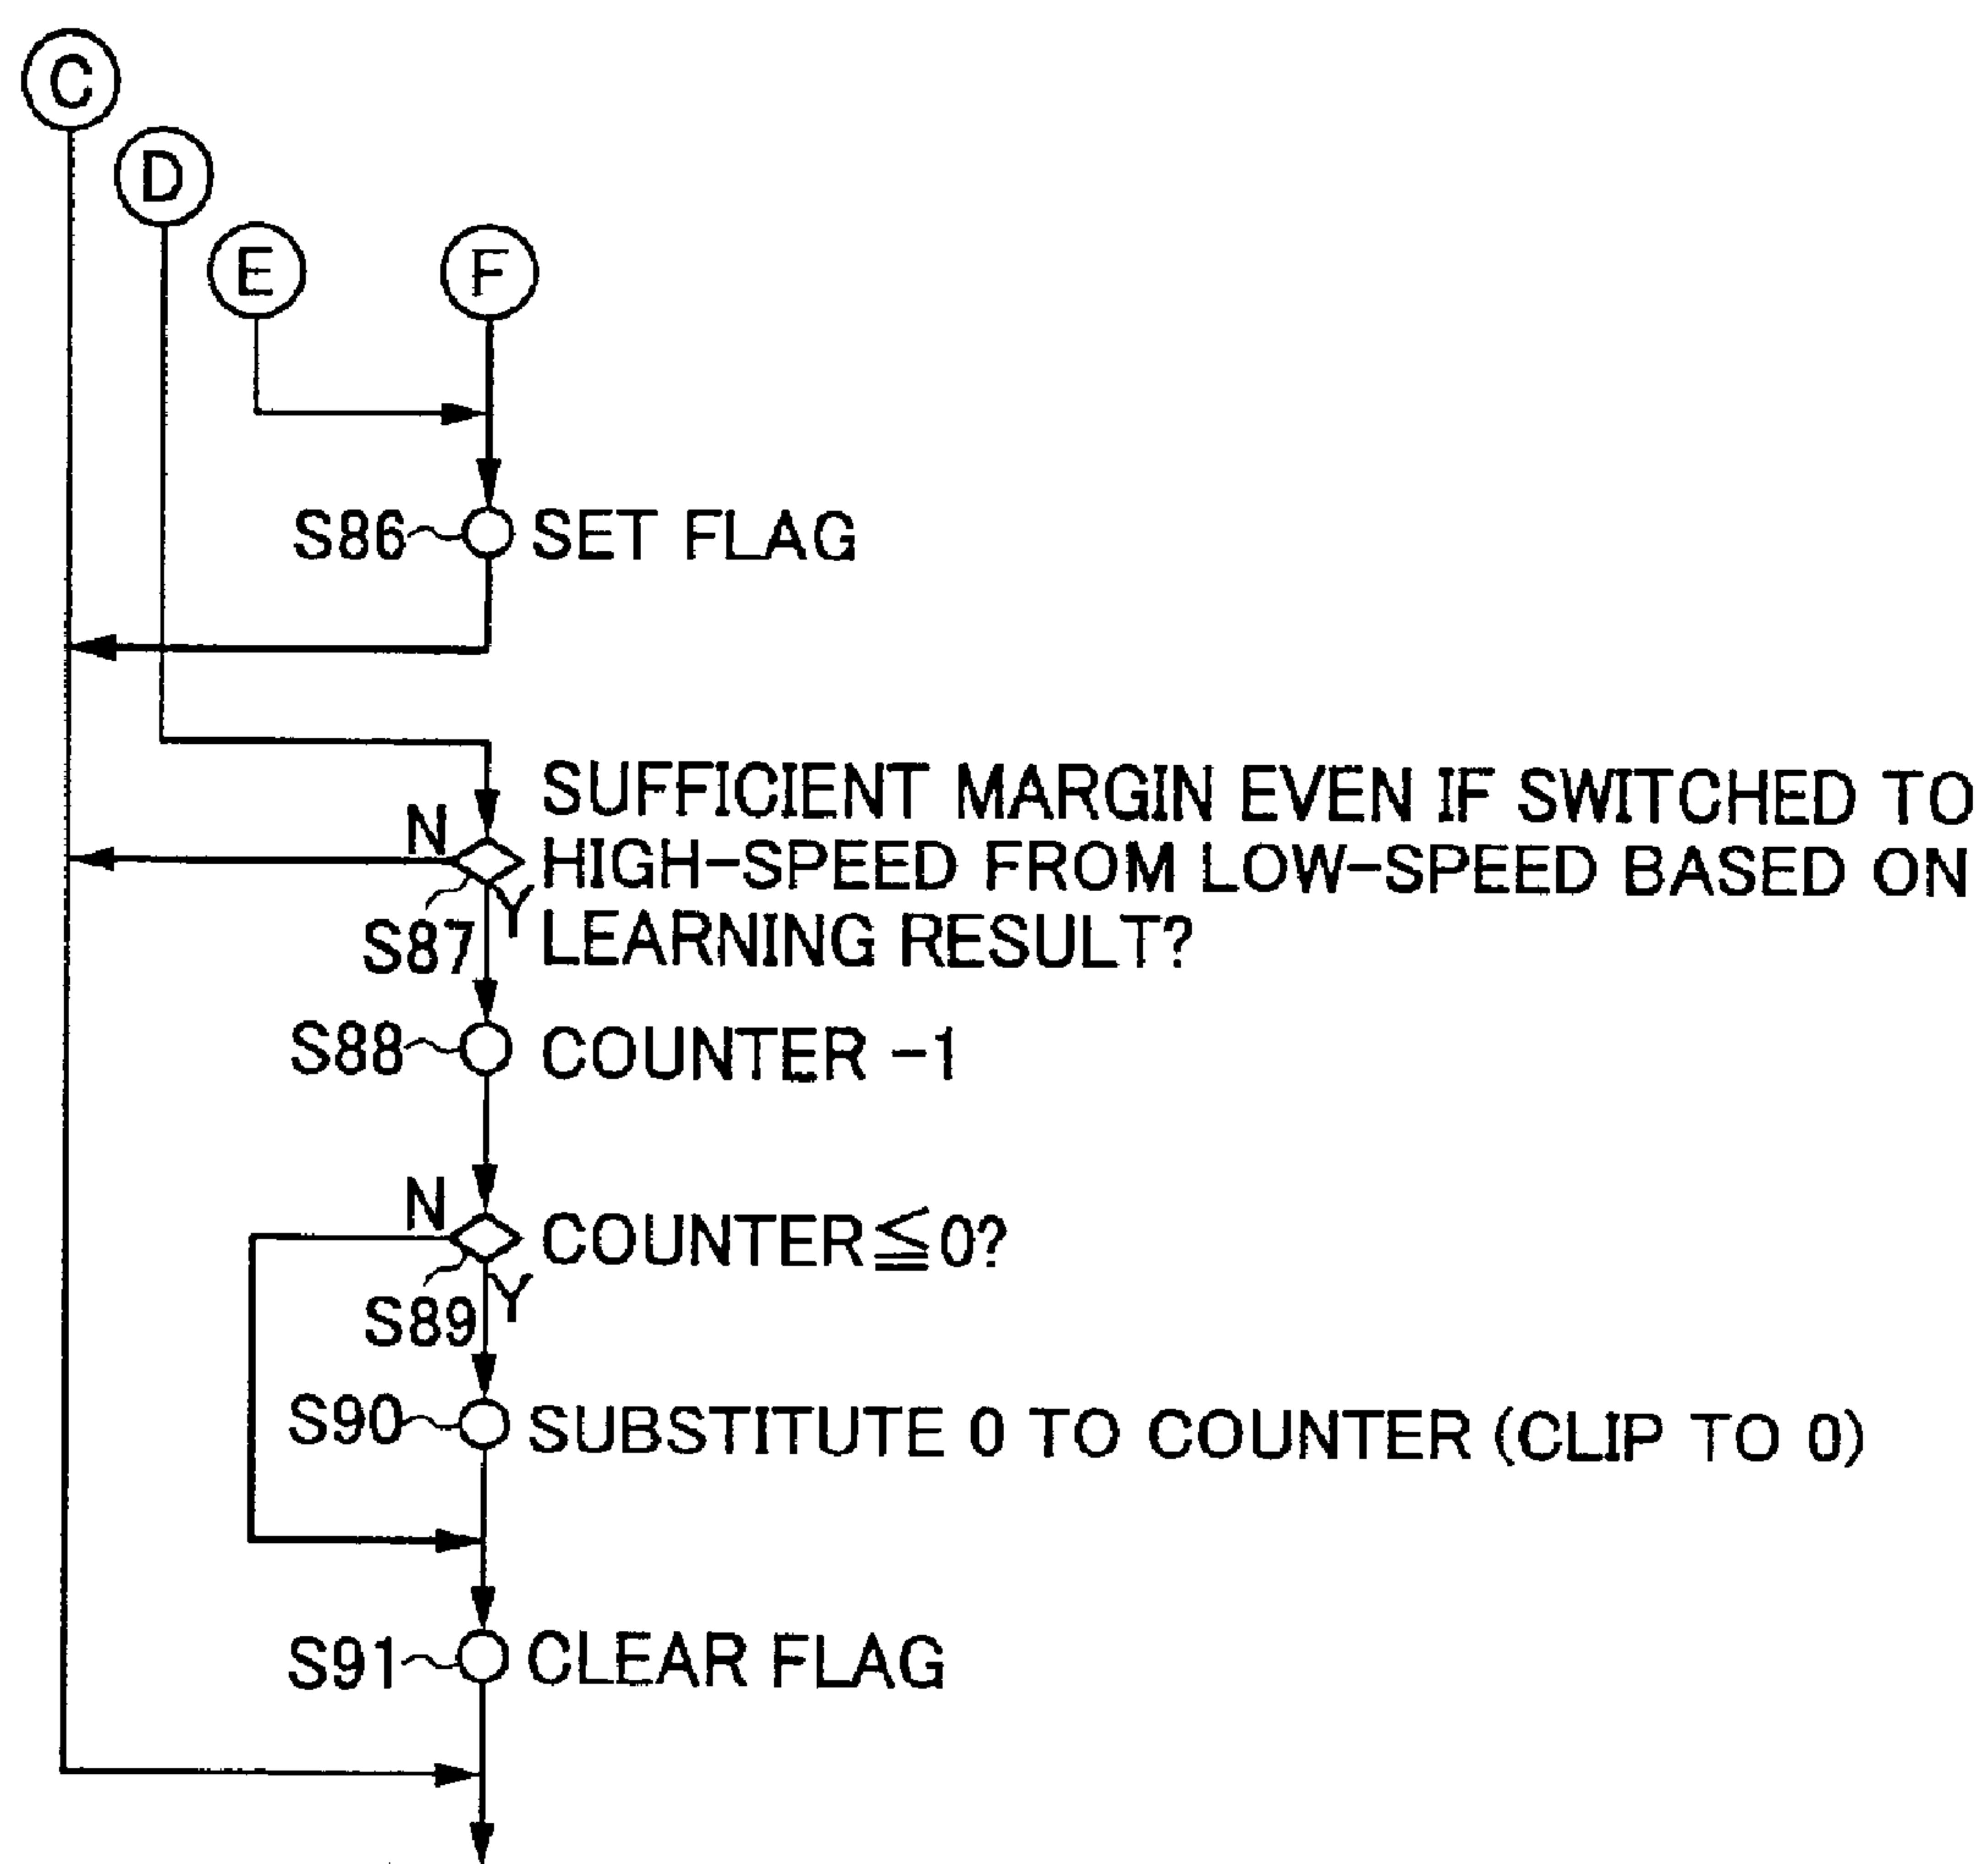 C
D
E
F
S86
SET FLAG
N
SUFFICIENT MARGIN EVEN IF SWITCHED TO
HIGH-SPEED FROM LOW-SPEED BASED ON
LEARNING RESULT?
S87
Y
S88
COUNTER -1
N
COUNTER≦0?
S89
Y
S90
SUBSTITUTE 0 TO COUNTER (CLIP TO 0)
S91
CLEAR FLAG